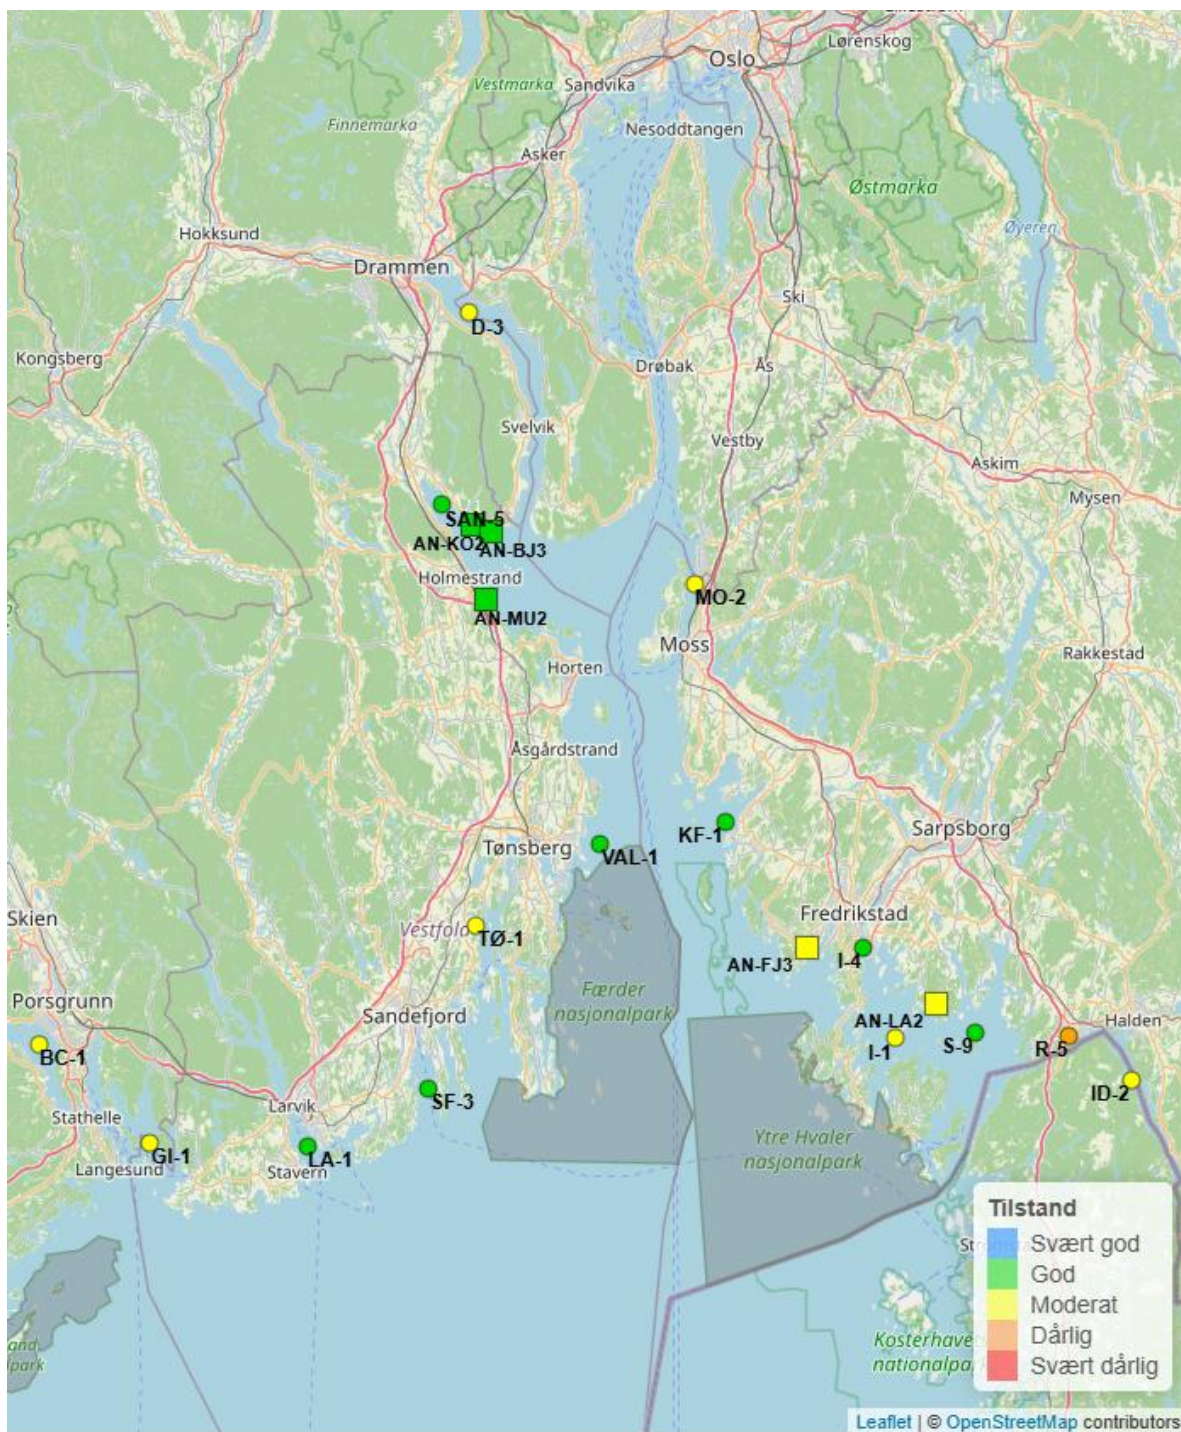 Oslo
Lørenskog
Vestmarka
Sandvika
Finnemarka
Nesoddtangen
Asker
Østmarka
Hokksund
Øyeren
Drammen
Ski
D-3
Kongsberg
Drøbak
Ås
Svelvik
Vestby
Askim
Mysen
SAN-5
AN-KO2
AN-BJ3
Holmestrand
MO-2
AN-MU2
Moss
Rakkestad
Horten
Åsgårdstrand
KF-1
Sarpsborg
Tønsberg
VAL-1
Skien
Fredrikstad
Vestfold
TØ-1
I-4
AN-FJ3
Færder
nasjonalpark
Porsgrunn
Sandefjord
AN-LA2
Halden
BC-1
I-1
S-9
R-5
SF-3
ID-2
Stathelle
Larvik
Ytre Hvaler
nasjonalpark
GI-1
LA-1
Langesund
Stavern
Tilstand
Svært god
God
Moderat
Dårlig
Svært dårlig
Kosterhave
nationalpa
and
park
Leaflet | © OpenStreetMap contributors